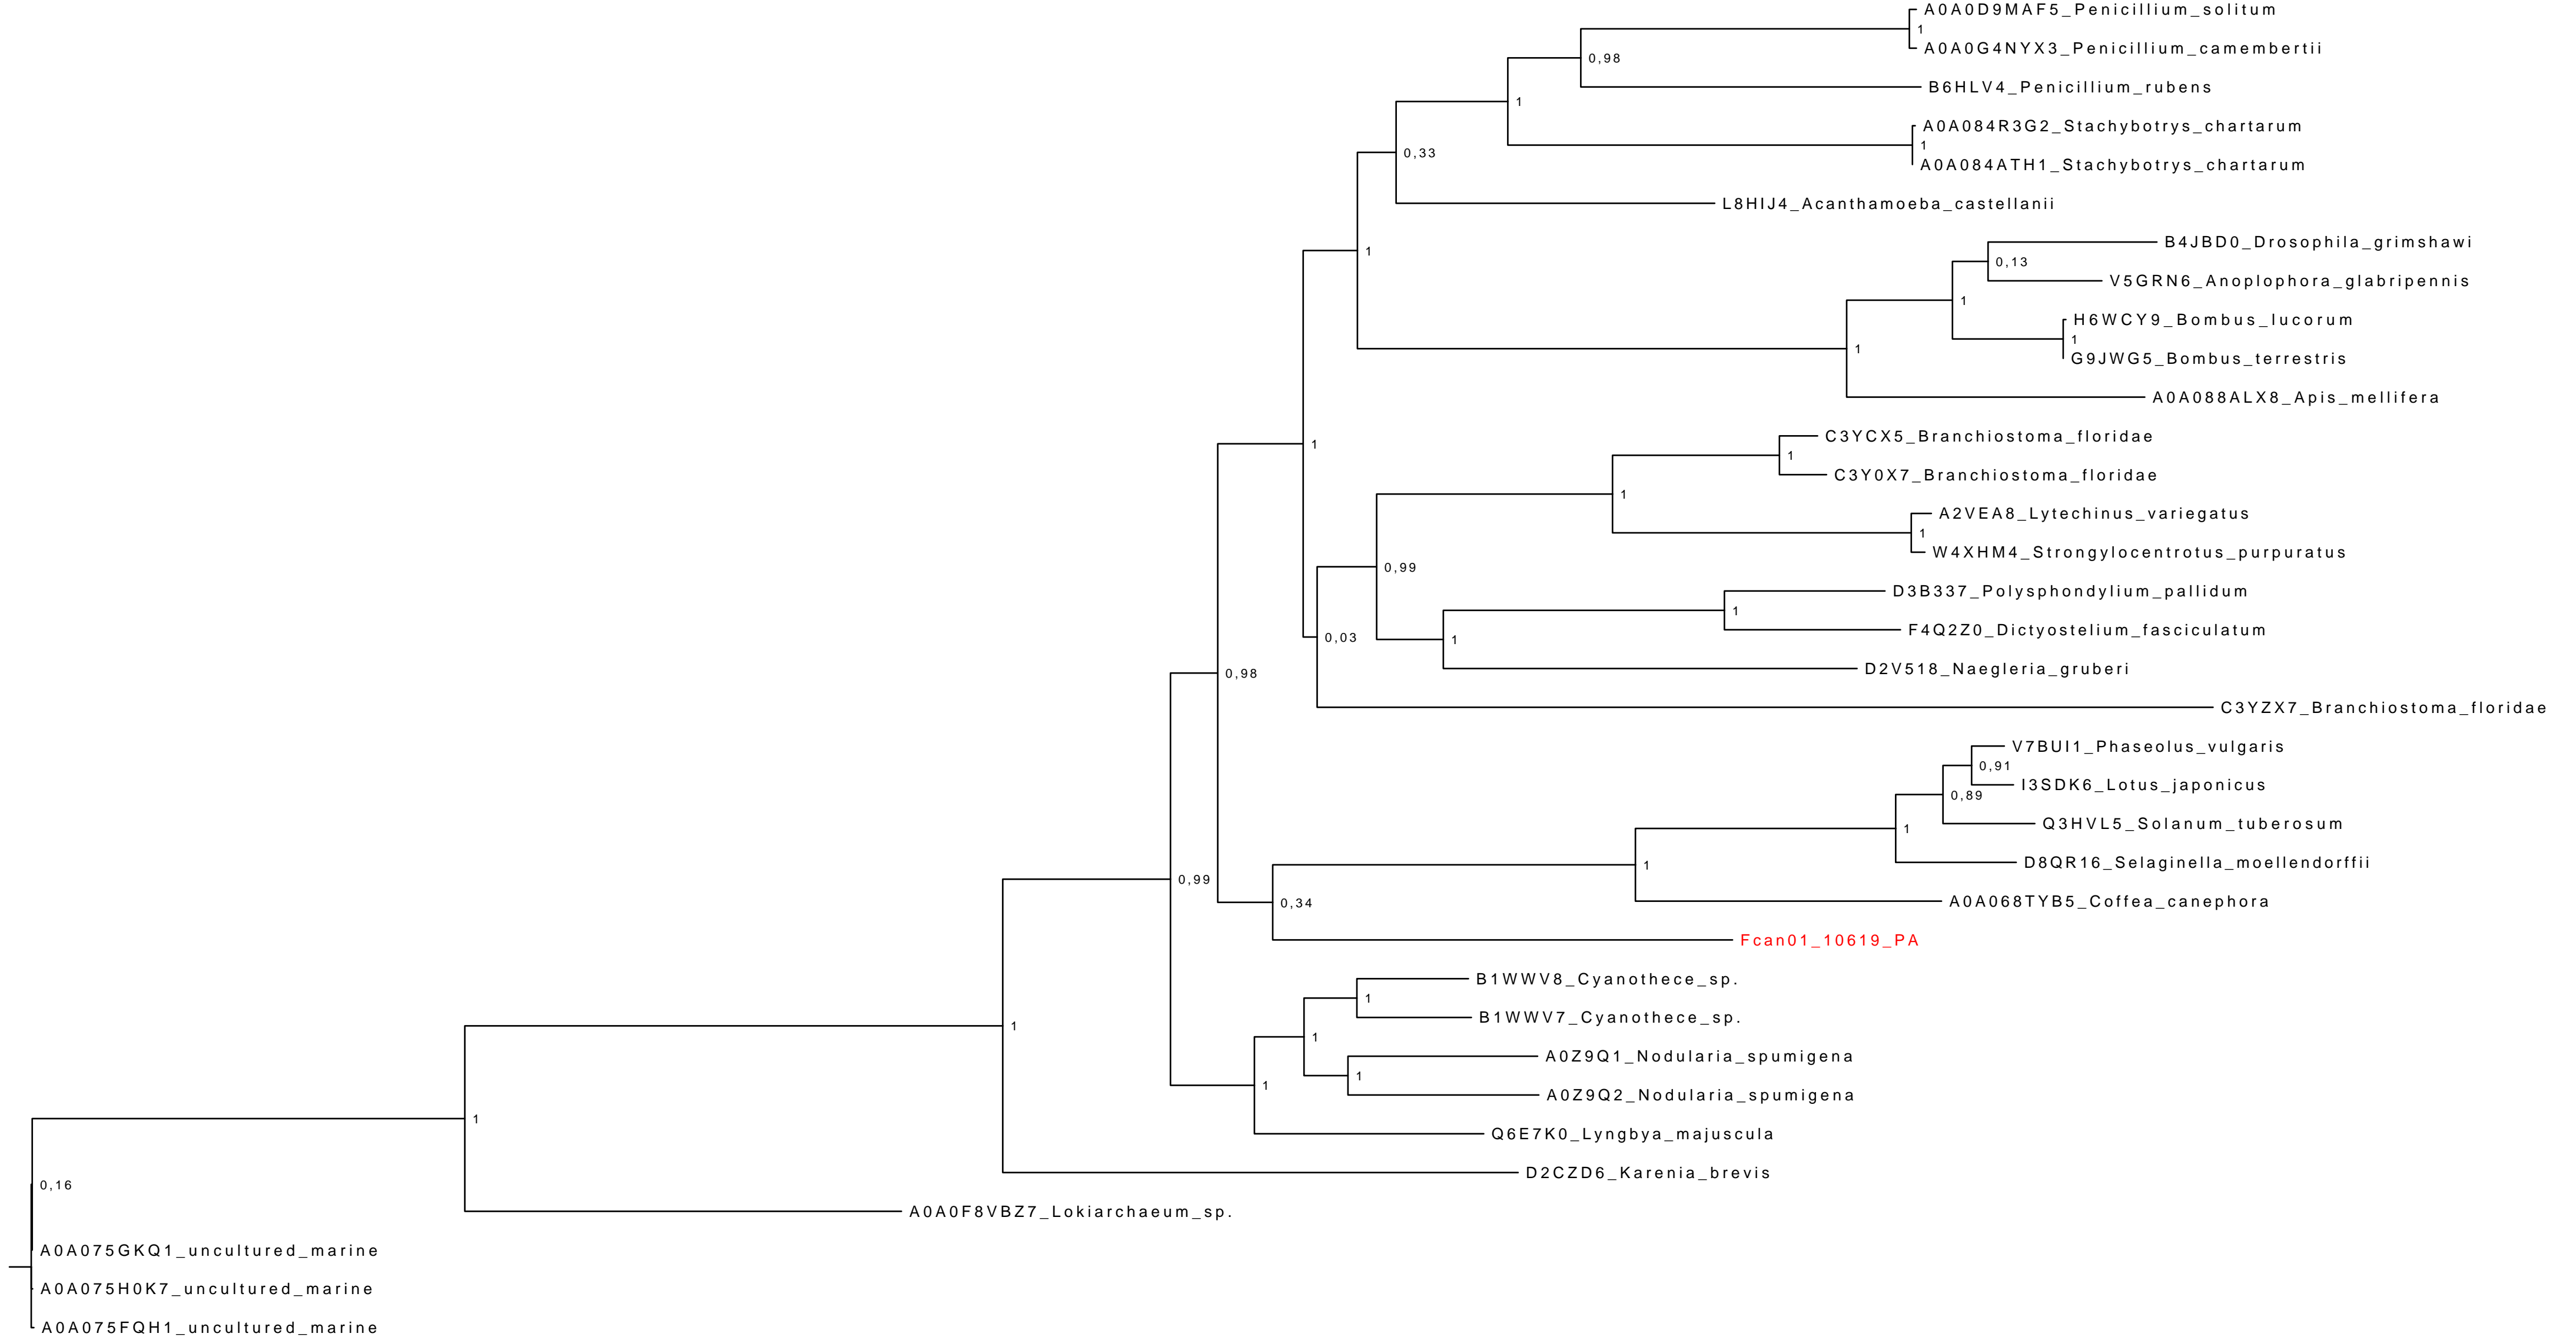 A0A0D9MAF5_Penicillium_solitum
1
A0A0G4NYX3_Penicillium_camembertii
0,98
B6HLV4_Penicillium_rubens
1
A0A084R3G2_Stachybotrys_chartarum
1
0,33
A0A084ATH1_Stachybotrys_chartarum
L8HIJ4_Acanthamoeba_castellanii
B4JBD0_Drosophila_grimshawi
1
0,13
V5GRN6_Anoplophora_glabripennis
1
H6WCY9_Bombus_lucorum
1
1
G9JWG5_Bombus_terrestris
A0A088ALX8_Apis_mellifera
C3YCX5_Branchiostoma_floridae
1
1
C3Y0X7_Branchiostoma_floridae
1
A2VEA8_Lytechinus_variegatus
1
W4XHM4_Strongylocentrotus_purpuratus
0,99
D3B337_Polysphondylium_pallidum
1
F4Q2Z0_Dictyostelium_fasciculatum
0,03
1
D2V518_Naegleria_gruberi
0,98
C3YZX7_Branchiostoma_floridae
V7BUI1_Phaseolus_vulgaris
0,91
I3SDK6_Lotus_japonicus
0,89
Q3HVL5_Solanum_tuberosum
1
D8QR16_Selaginella_moellendorffii
1
0,99
0,34
A0A068TYB5_Coffea_canephora
Fcan01_10619_PA
B1WWV8_Cyanothece_sp.
1
B1WWV7_Cyanothece_sp.
1
1
A0Z9Q1_Nodularia_spumigena
1
1
A0Z9Q2_Nodularia_spumigena
1
Q6E7K0_Lyngbya_majuscula
D2CZD6_Karenia_brevis
0,16
A0A0F8VBZ7_Lokiarchaeum_sp.
A0A075GKQ1_uncultured_marine
A0A075H0K7_uncultured_marine
A0A075FQH1_uncultured_marine